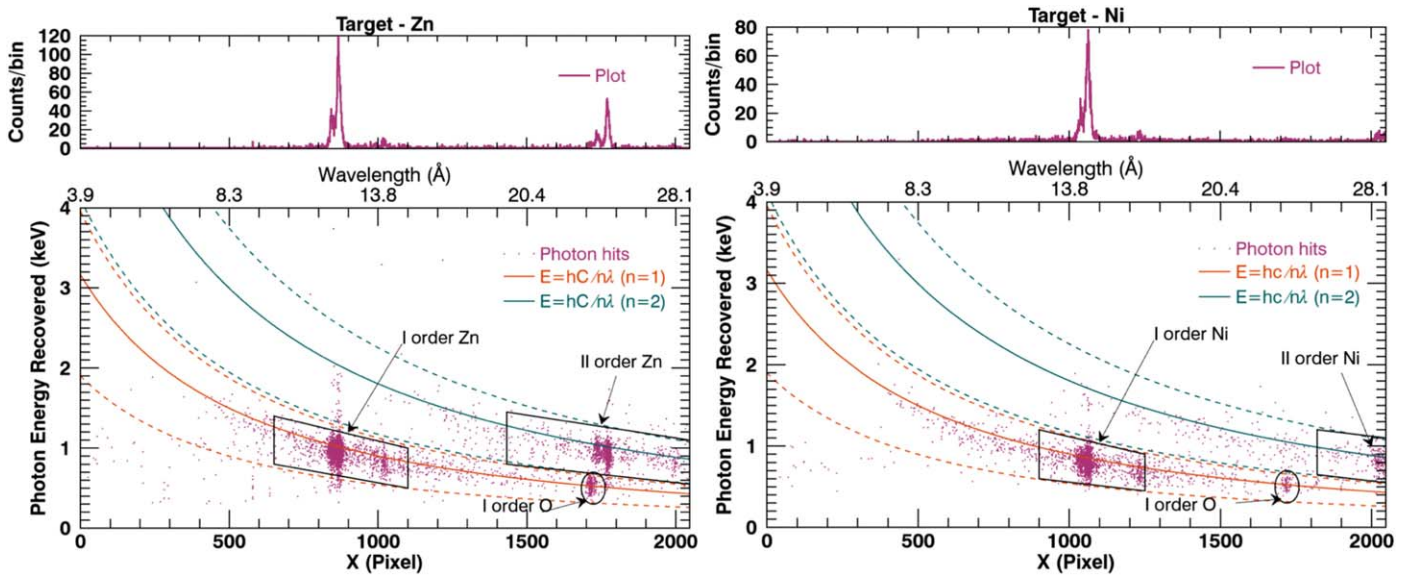 Target - Zn
Counts/bin
120
100
80
60
40
20
0
Plot
Wavelength (Å)
3.9 8.3 13.8 20.4 28.1
Photon Energy Recovered (keV)
4
3
2
1
0
Photon hits
E=hC/nλ (n=1)
E=hC/nλ (n=2)
I order Zn
II order Zn
I order O
0 500 1000 1500 2000
X (Pixel)
Target - Ni
Counts/bin
80
60
40
20
0
Plot
Wavelength (Å)
3.9 8.3 13.8 20.4 28.1
Photon Energy Recovered (keV)
4
3
2
1
0
Photon hits
E=hc/nλ (n=1)
E=hc/nλ (n=2)
I order Ni
II order Ni
I order O
0 500 1000 1500 2000
X (Pixel)